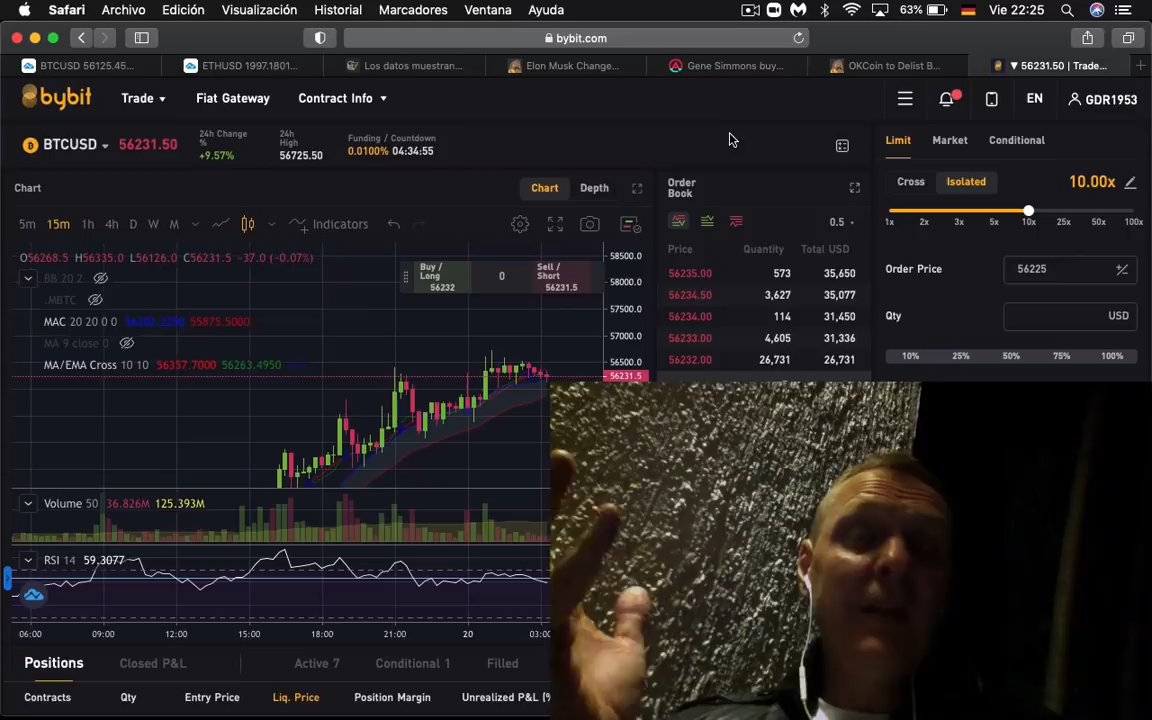 Safari Archivo Edición Visualización Historial Marcadores Ventana Ayuda 63% Vie 22:25
bybit.com
BTCUSD 56125.45... ETHUSD 1997.1801... Los datos muestran... Elon Musk Change... Gene Simmons buy... OKCoin to Delist B... ▼ 56231.50 | Trade...
bybit Trade Fiat Gateway Contract Info EN GDR1953
BTCUSD 56231.50
24h Change %
+9.57%
24h High
56725.50
Funding / Countdown
0.0100% 04:34:55
Limit Market Conditional
Cross Isolated 10.00x
1x 2x 3x 5x 10x 25x 50x 100x
Order Price 56225
Qty USD
10% 25% 50% 75% 100%
Chart Chart Depth
5m 15m 1h 4h D W M Indicators
O56268.5 H56335.0 L56126.0 C56231.5 -37.0 (-0.07%)
BB 20 2
.MBTC
MAC 20 20 0 0 55875.5000
MA 9 close 0
MA/EMA Cross 10 10 56357.7000 56263.4950
Buy / Long 56232
0
Sell / Short 56231.5
58500.0
58000.0
57500.0
57000.0
56500.0
56231.5
Volume 50 36.826M 125.393M
RSI 14 59.3077
06:00 09:00 12:00 15:00 18:00 21:00 20 03:00
Order Book
0.5
Price Quantity Total USD
56235.00 573 35,650
56234.50 3,627 35,077
56234.00 114 31,450
56233.00 4,605 31,336
56232.00 26,731 26,731
Positions Closed P&L Active 7 Conditional 1 Filled
Contracts Qty Entry Price Liq. Price Position Margin Unrealized P&L (%